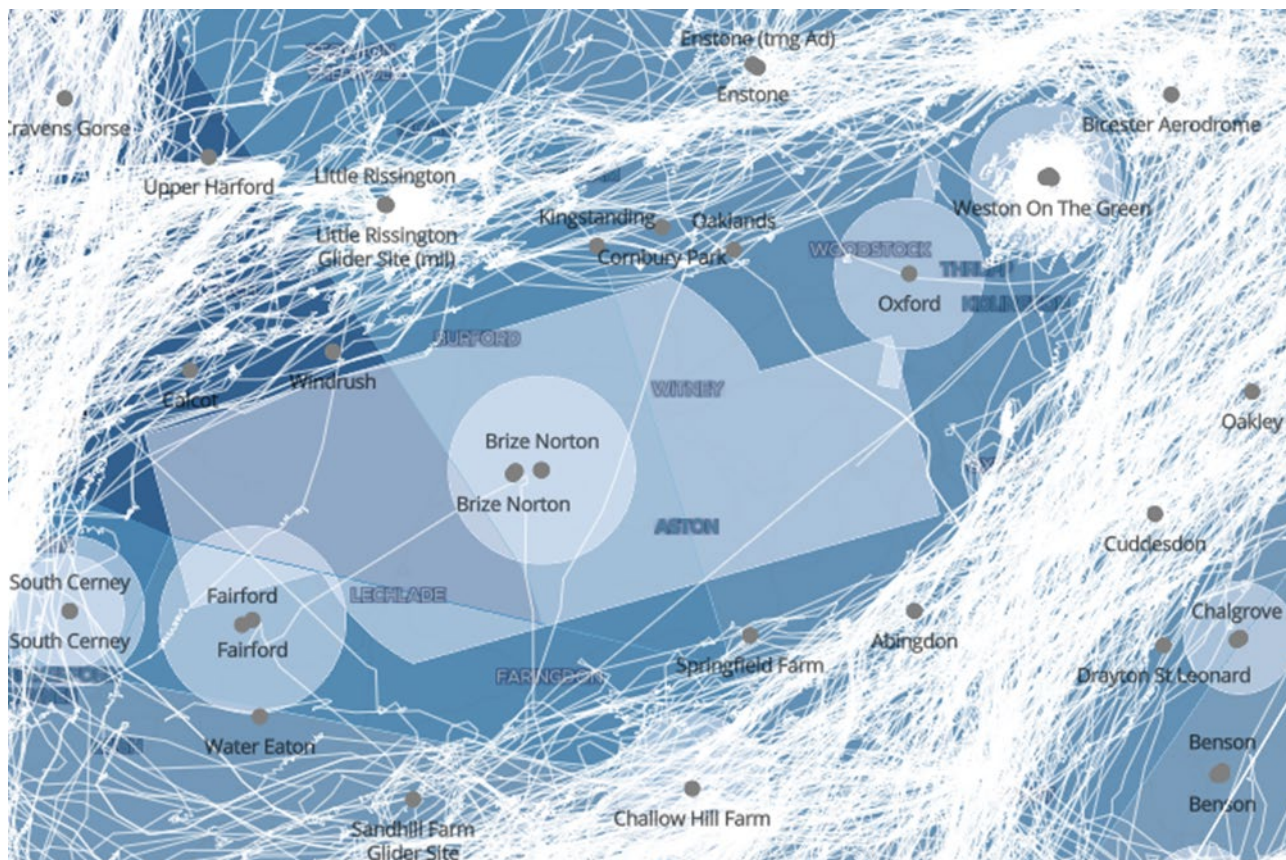 Enstone (trng Ad)
Enstone
Bicester Aerodrome
Upper Harford
Little Rissington
Little Rissington
Glider Site (mil)
Weston On The Green
Kingstanding
Oaklands
Cornbury Park
WOODSTOCK
Oxford
BURFORD
Windrush
WITNEY
Oakley
Brize Norton
Brize Norton
ASTON
Cuddesdon
South Cerney
South Cerney
Fairford
Fairford
LECHLADE
Abingdon
Chalgrove
Springfield Farm
Drayton St Leonard
FARINGDON
Water Eaton
Benson
Benson
Sandhill Farm
Glider Site
Challow Hill Farm